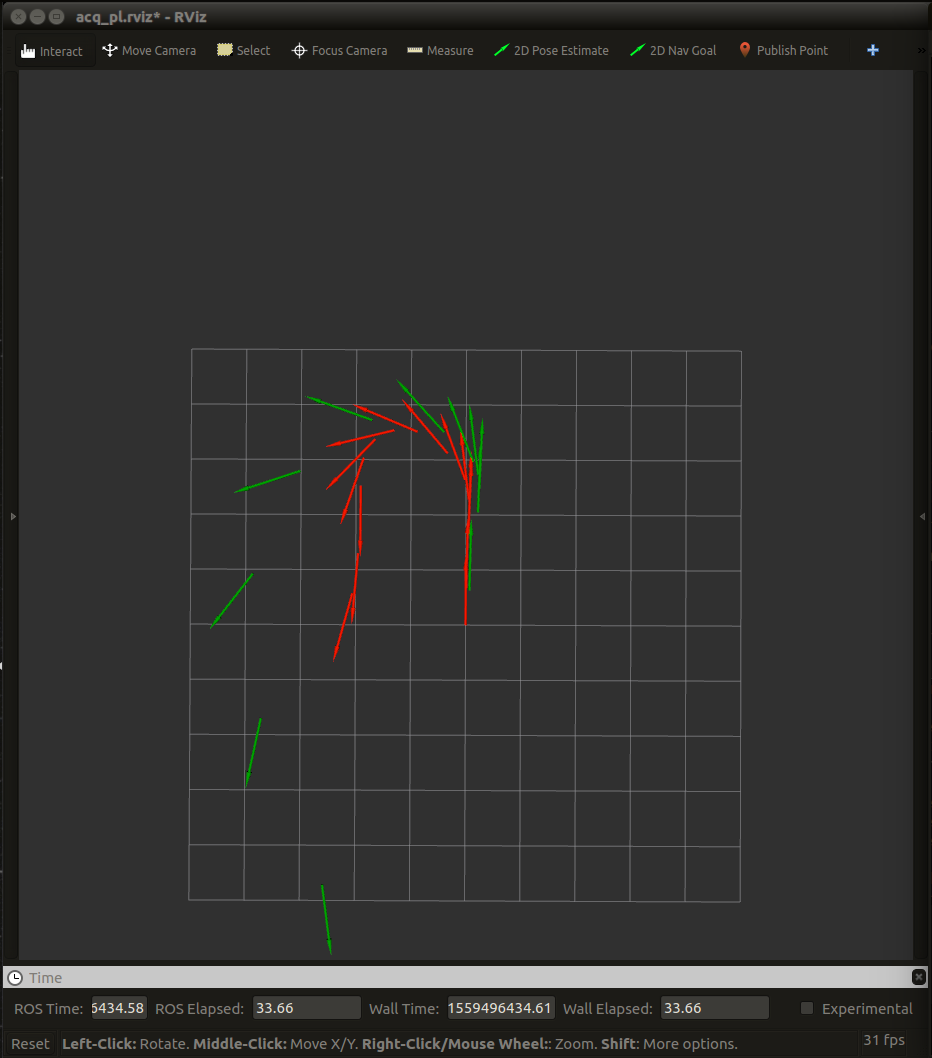 acq_pl.rviz* - RViz
Interact Move Camera Select Focus Camera Measure 2D Pose Estimate 2D Nav Goal Publish Point
Time
ROS Time: 6434.58 ROS Elapsed: 33.66 Wall Time: 1559496434.61 Wall Elapsed: 33.66 Experimental
Reset Left-Click: Rotate. Middle-Click: Move X/Y. Right-Click/Mouse Wheel:: Zoom. Shift: More options. 31 fps